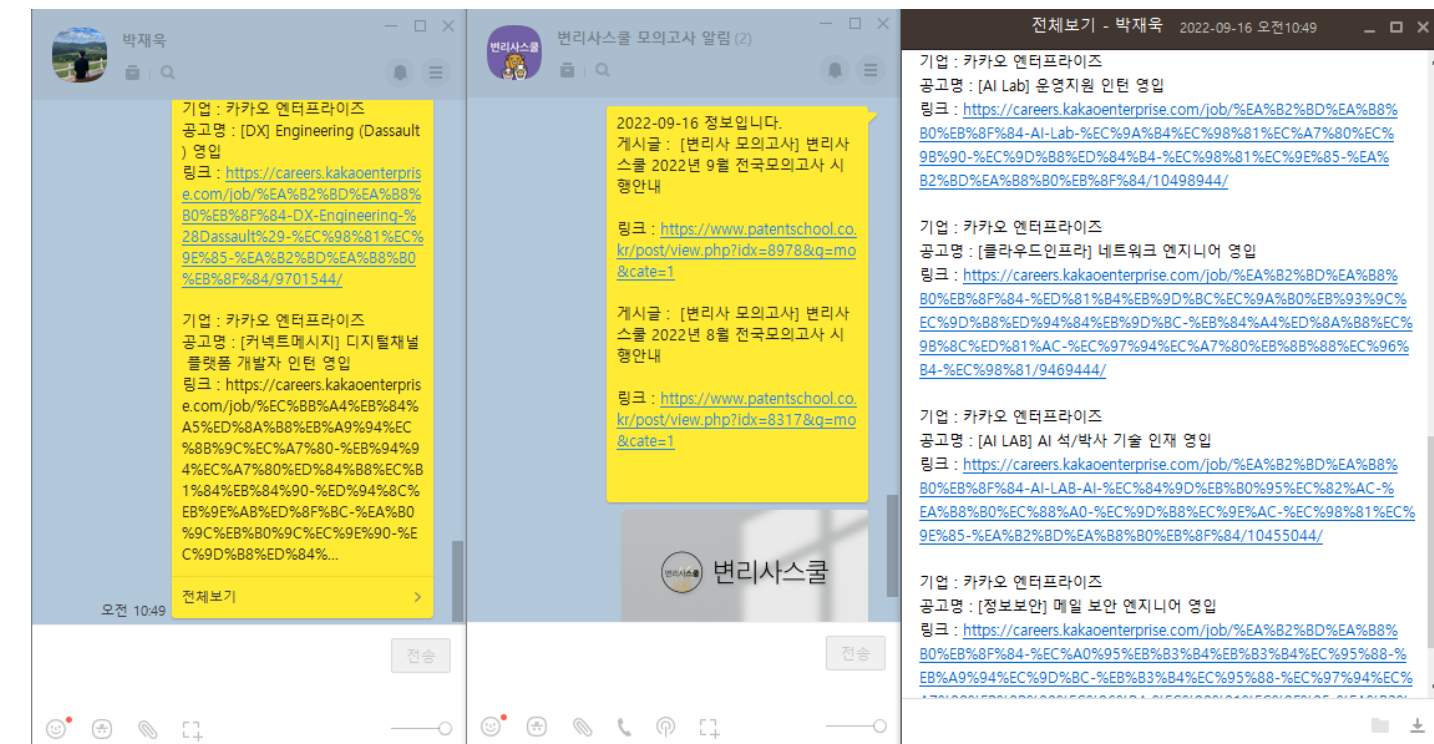 박재욱
기업 : 카카오 엔터프라이즈
공고명 : [DX] Engineering (Dassault
) 영입
링크 : https://careers.kakaoenterpris
e.com/job/%EA%B2%BD%EA%B8%
B0%EB%8F%84-DX-Engineering-%
28Dassault%29-%EC%98%81%EC%
9E%85-%EA%B2%BD%EA%B8%B0
%EB%8F%84/9701544/
기업 : 카카오 엔터프라이즈
공고명 : [커넥트메시지] 디지털채널
플랫폼 개발자 인턴 영입
링크 : https://careers.kakaoenterpris
e.com/job/%EC%BB%A4%EB%84%
A5%ED%8A%B8%EB%A9%94%EC
%8B%9C%EC%A7%80-%EB%94%9
4%EC%A7%80%ED%84%B8%EC%B
1%84%EB%84%90-%ED%94%8C%
EB%9E%AB%ED%8F%BC-%EA%B0
%9C%EB%B0%9C%EC%9E%90-%E
C%9D%B8%ED%84%...
전체보기
오전 10:49
전송
변리사스쿨
변리사스쿨 모의고사 알림 (2)
2022-09-16 정보입니다.
게시글 : [변리사 모의고사] 변리사
스쿨 2022년 9월 전국모의고사 시
행안내
링크 : https://www.patentschool.co.
kr/post/view.php?idx=8978&g=mo
&cate=1
게시글 : [변리사 모의고사] 변리사
스쿨 2022년 8월 전국모의고사 시
행안내
링크 : https://www.patentschool.co.
kr/post/view.php?idx=8317&g=mo
&cate=1
변리사스쿨 변리사스쿨
전송
전체보기 - 박재욱 2022-09-16 오전10:49
기업 : 카카오 엔터프라이즈
공고명 : [AI Lab] 운영지원 인턴 영입
링크 : https://careers.kakaoenterprise.com/job/%EA%B2%BD%EA%B8%
B0%EB%8F%84-AI-Lab-%EC%9A%B4%EC%98%81%EC%A7%80%EC%
9B%90-%EC%9D%B8%ED%84%B4-%EC%98%81%EC%9E%85-%EA%
B2%BD%EA%B8%B0%EB%8F%84/10498944/
기업 : 카카오 엔터프라이즈
공고명 : [클라우드인프라] 네트워크 엔지니어 영입
링크 : https://careers.kakaoenterprise.com/job/%EA%B2%BD%EA%B8%
B0%EB%8F%84-%ED%81%B4%EB%9D%BC%EC%9A%B0%EB%93%9C%
EC%9D%B8%ED%94%84%EB%9D%BC-%EB%84%A4%ED%8A%B8%EC%
9B%8C%ED%81%AC-%EC%97%94%EC%A7%80%EB%8B%88%EC%96%
B4-%EC%98%81/9469444/
기업 : 카카오 엔터프라이즈
공고명 : [AI LAB] AI 석/박사 기술 인재 영입
링크 : https://careers.kakaoenterprise.com/job/%EA%B2%BD%EA%B8%
B0%EB%8F%84-AI-LAB-AI-%EC%84%9D%EB%B0%95%EC%82%AC-%
EA%B8%B0%EC%88%A0-%EC%9D%B8%EC%9E%AC-%EC%98%81%EC%
9E%85-%EA%B2%BD%EA%B8%B0%EB%8F%84/10455044/
기업 : 카카오 엔터프라이즈
공고명 : [정보보안] 메일 보안 엔지니어 영입
링크 : https://careers.kakaoenterprise.com/job/%EA%B2%BD%EA%B8%
B0%EB%8F%84-%EC%A0%95%EB%B3%B4%EB%B3%B4%EC%95%88-%
EB%A9%94%EC%9D%BC-%EB%B3%B4%EC%95%88-%EC%97%94%EC%